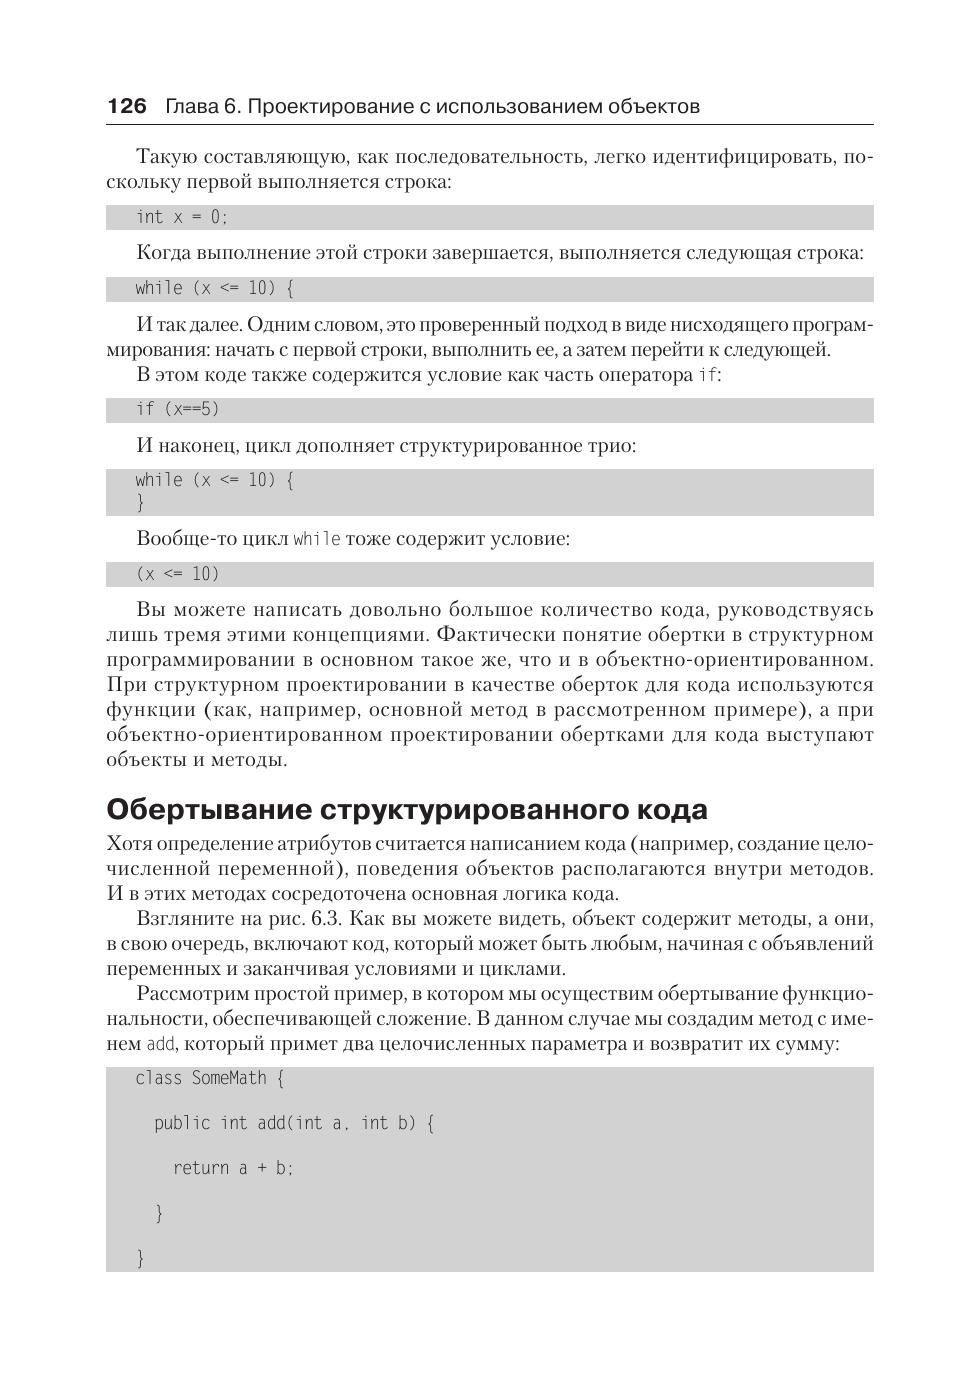 126 Глава 6. Проектирование с использованием объектов
Такую составляющую, как последовательность, легко идентифицировать, по-
скольку первой выполняется строка:
int x = 0;
Когда выполнение этой строки завершается, выполняется следующая строка:
while (x <= 10) {
И так далее. Одним словом, это проверенный подход в виде нисходящего програм-
мирования: начать с первой строки, выполнить ее, а затем перейти к следующей.
В этом коде также содержится условие как часть оператора if:
if (x==5)
И наконец, цикл дополняет структурированное трио:
while (x <= 10) {
}
Вообще-то цикл while тоже содержит условие:
(x <= 10)
Вы можете написать довольно большое количество кода, руководствуясь
лишь тремя этими концепциями. Фактически понятие обертки в структурном
программировании в основном такое же, что и в объектно-ориентированном.
При структурном проектировании в качестве оберток для кода используются
функции (как, например, основной метод в рассмотренном примере), а при
объектно-ориентированном проектировании обертками для кода выступают
объекты и методы.
Обертывание структурированного кода
Хотя определение атрибутов считается написанием кода (например, создание цело-
численной переменной), поведения объектов располагаются внутри методов.
И в этих методах сосредоточена основная логика кода.
Взгляните на рис. 6.3. Как вы можете видеть, объект содержит методы, а они,
в свою очередь, включают код, который может быть любым, начиная с объявлений
переменных и заканчивая условиями и циклами.
Рассмотрим простой пример, в котором мы осуществим обертывание функцио-
нальности, обеспечивающей сложение. В данном случае мы создадим метод с име-
нем add, который примет два целочисленных параметра и возвратит их сумму:
class SomeMath {
public int add(int a, int b) {
return a + b;
}
}